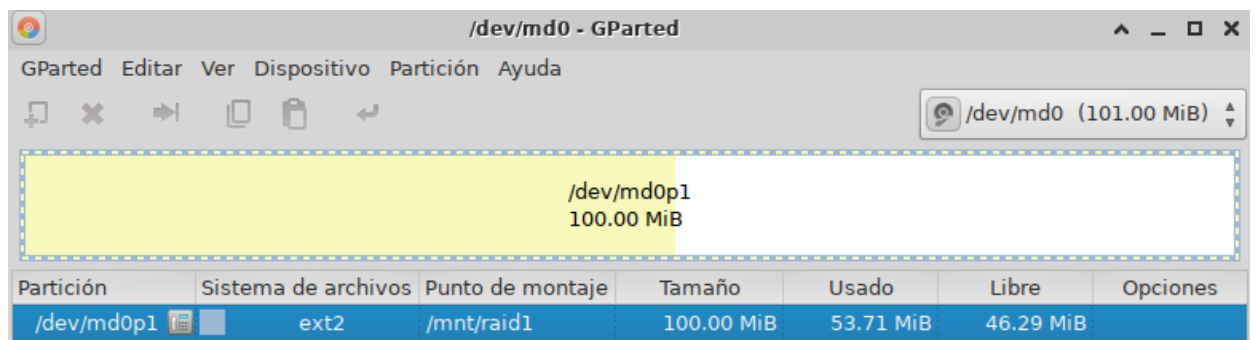 /dev/md0 - GParted
GParted Editar Ver Dispositivo Partición Ayuda
/dev/md0 (101.00 MiB)
/dev/md0p1
100.00 MiB
Partición Sistema de archivos Punto de montaje Tamaño Usado Libre Opciones
/dev/md0p1 ext2 /mnt/raid1 100.00 MiB 53.71 MiB 46.29 MiB